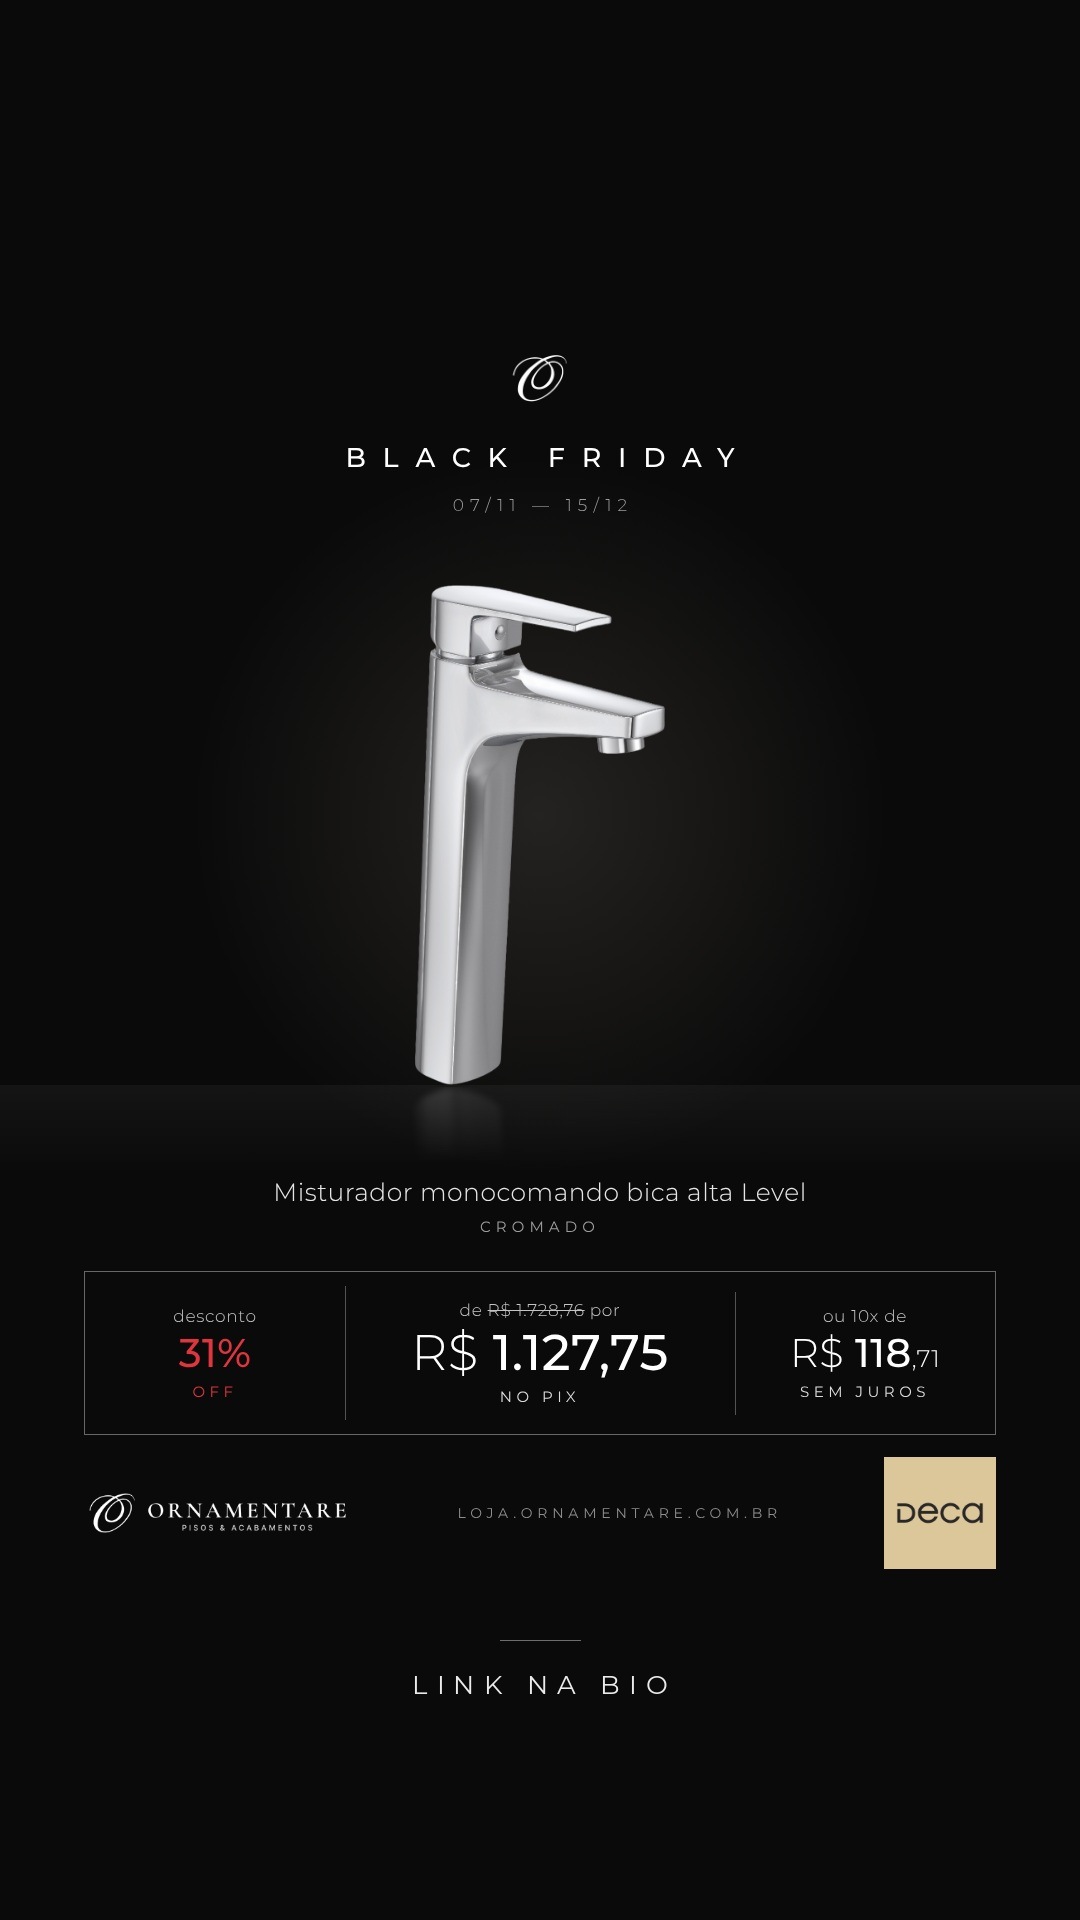 BLACK FRIDAY
07/11 — 15/12
Misturador monocomando bica alta Level
CROMADO
desconto
31%
OFF
de R$ 1.728,76 por
R$ 1.127,75
NO PIX
ou 10x de
R$ 118,71
SEM JUROS
ORNAMENTARE
PISOS & ACABAMENTOS
LOJA.ORNAMENTARE.COM.BR
Deca
LINK NA BIO